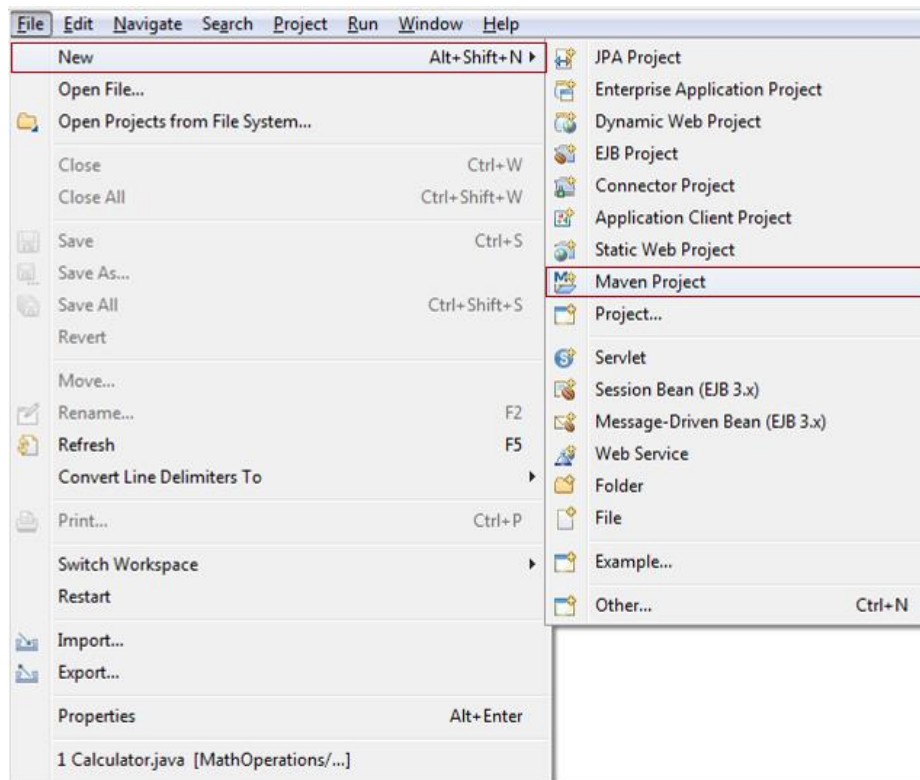 File Edit Navigate Search Project Run Window Help
New Alt+Shift+N
Open File...
Open Projects from File System...
Close Ctrl+W
Close All Ctrl+Shift+W
Save Ctrl+S
Save As...
Save All Ctrl+Shift+S
Revert
Move...
Rename... F2
Refresh F5
Convert Line Delimiters To
Print... Ctrl+P
Switch Workspace
Restart
Import...
Export...
Properties Alt+Enter
1 Calculator.java [MathOperations/...]
JPA Project
Enterprise Application Project
Dynamic Web Project
EJB Project
Connector Project
Application Client Project
Static Web Project
Maven Project
Project...
Servlet
Session Bean (EJB 3.x)
Message-Driven Bean (EJB 3.x)
Web Service
Folder
File
Example...
Other... Ctrl+N